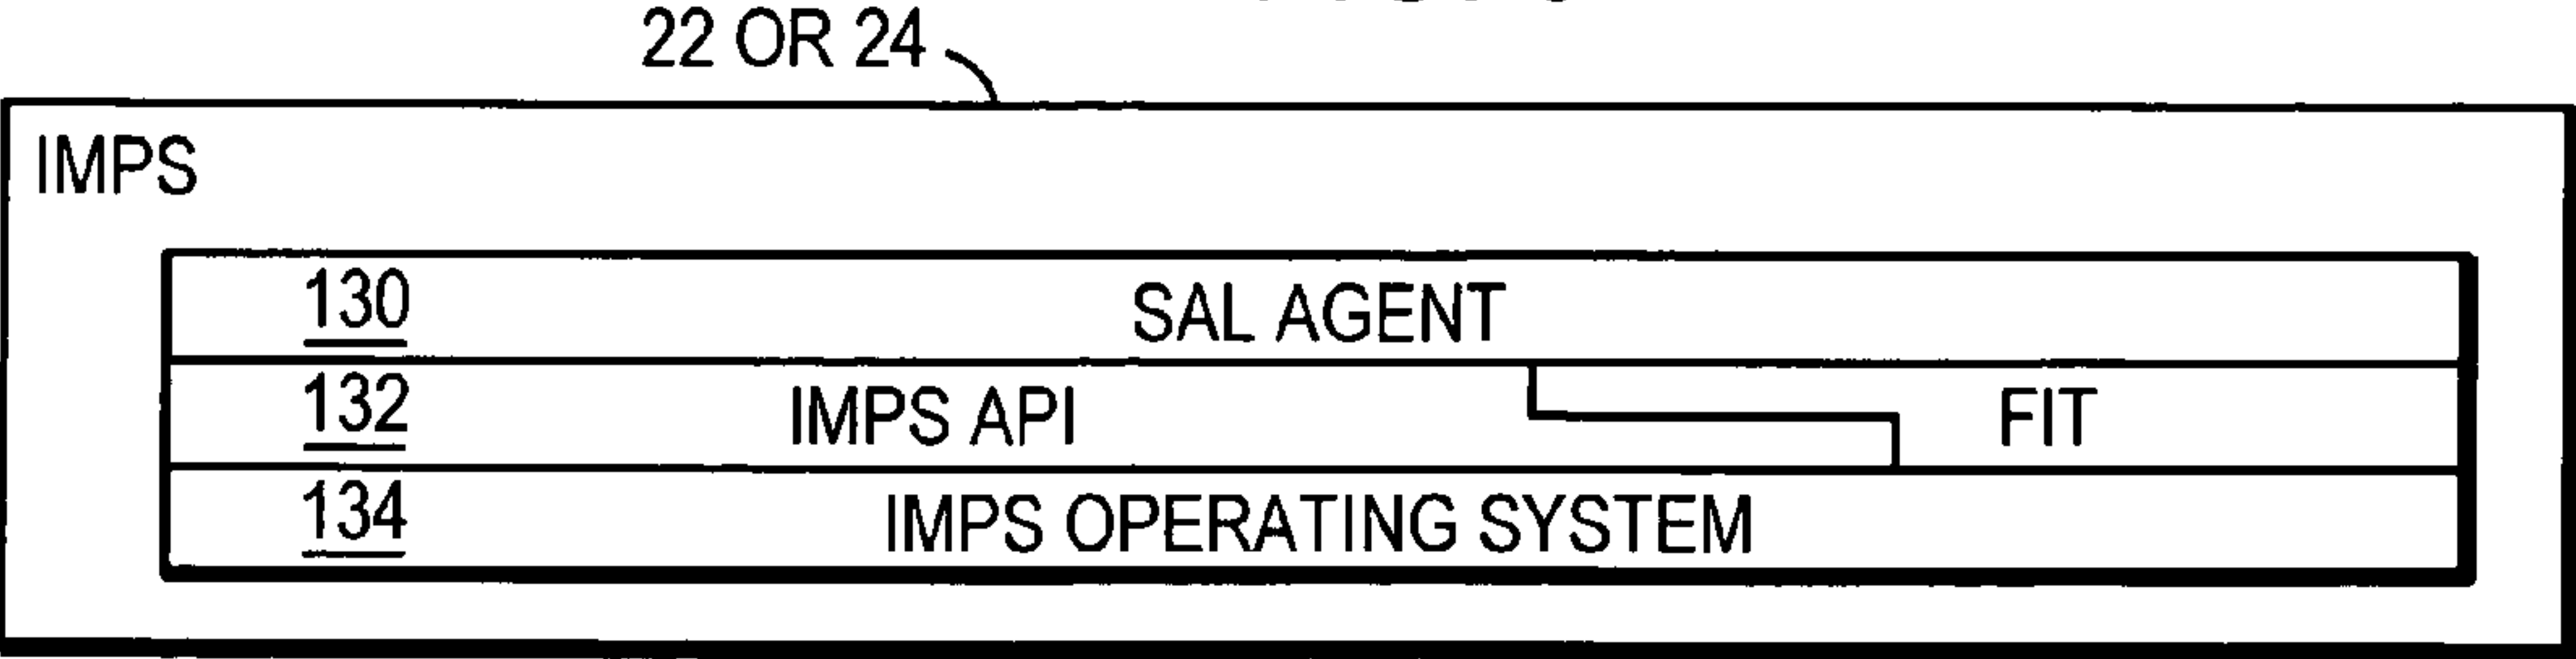 22 OR 24
IMPS
130 SAL AGENT
132 IMPS API FIT
134 IMPS OPERATING SYSTEM